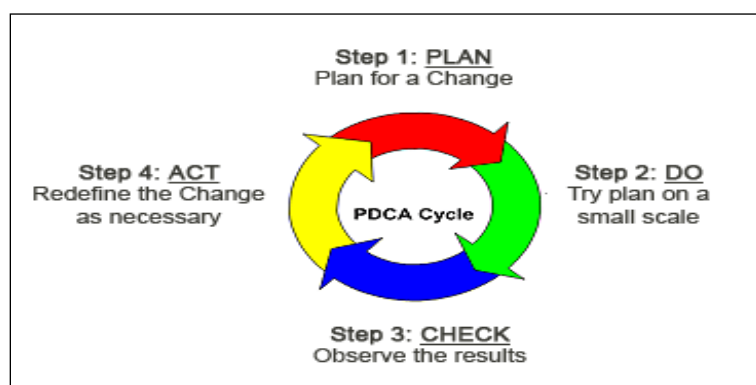 Step 1: PLAN
Plan for a Change
Step 2: DO
Try plan on a
small scale
Step 3: CHECK
Observe the results
Step 4: ACT
Redefine the Change
as necessary
PDCA Cycle